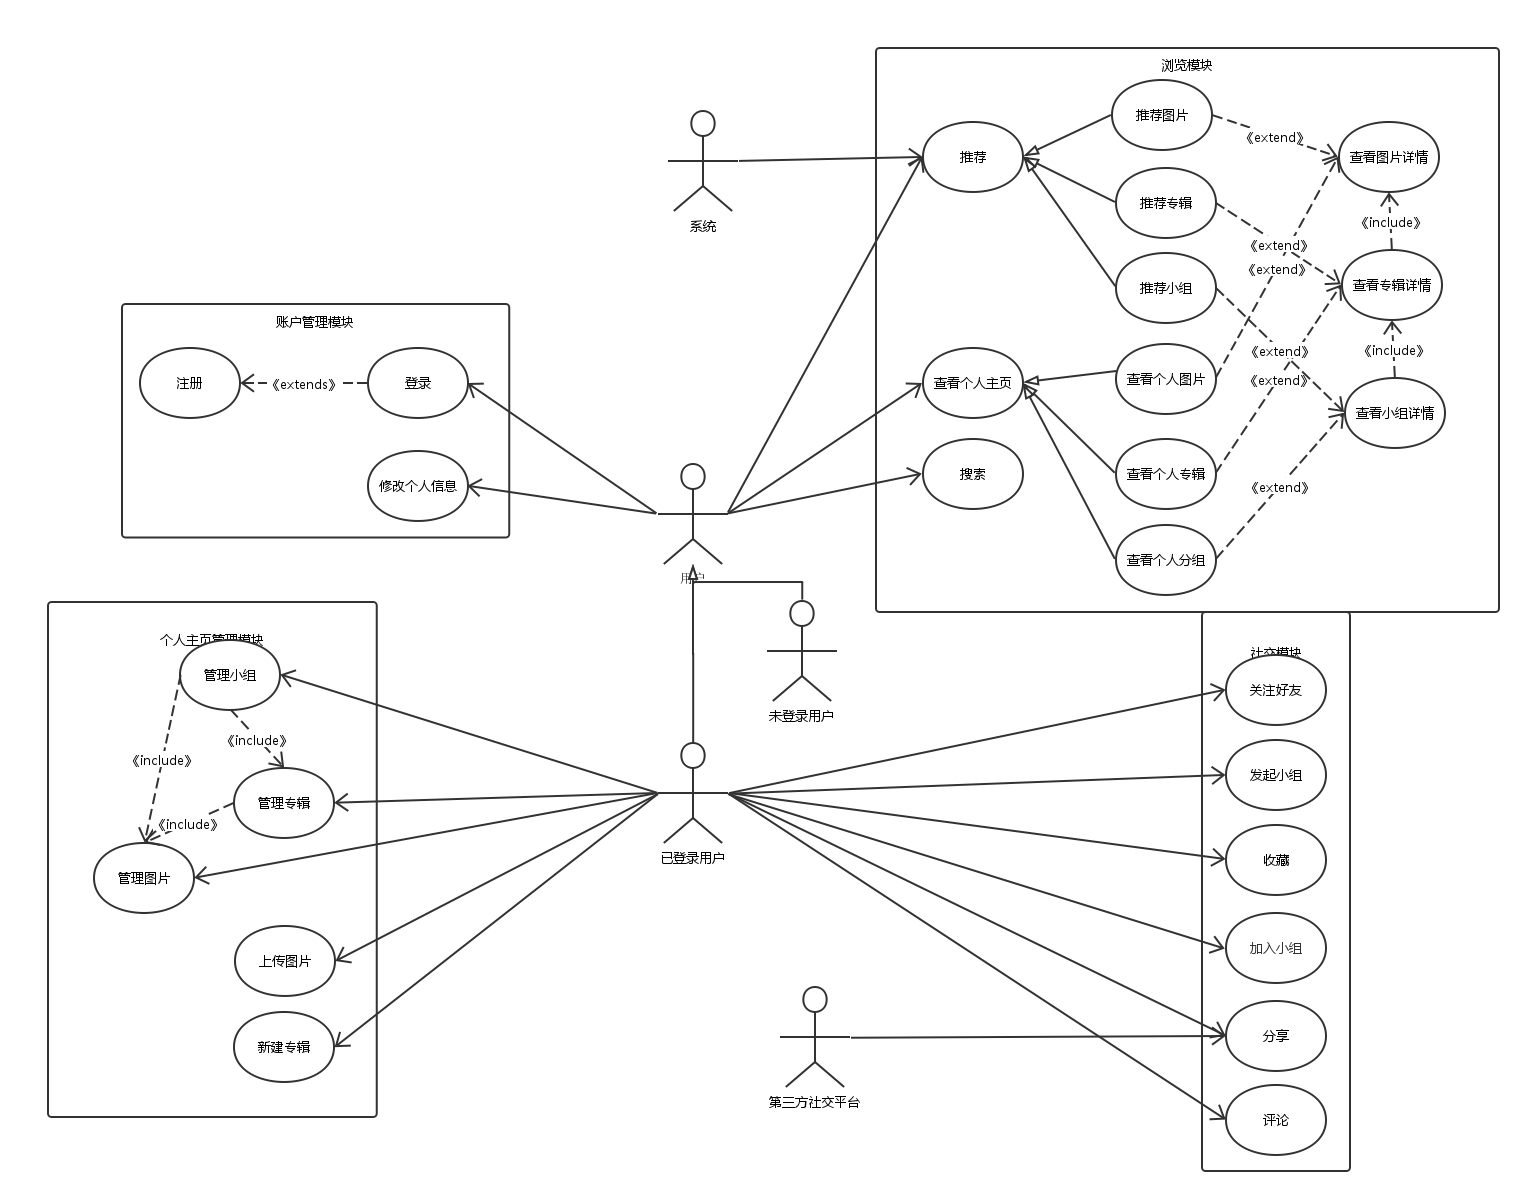 浏览模块
推荐图片
《extend》
推荐
查看图片详情
推荐专辑
系统
《include》
《extend》
《extend》
推荐小组
查看专辑详情
账户管理模块
《extend》
《include》
注册
《extends》
登录
查看个人主页
查看个人图片
《extend》
查看小组详情
搜索
查看个人专辑
修改个人信息
《extend》
查看个人分组
用户
个人主页管理模块
社交模块
管理小组
关注好友
未登录用户
《include》
《include》
发起小组
管理专辑
《include》
已登录用户
收藏
管理图片
加入小组
上传图片
分享
新建专辑
第三方社交平台
评论